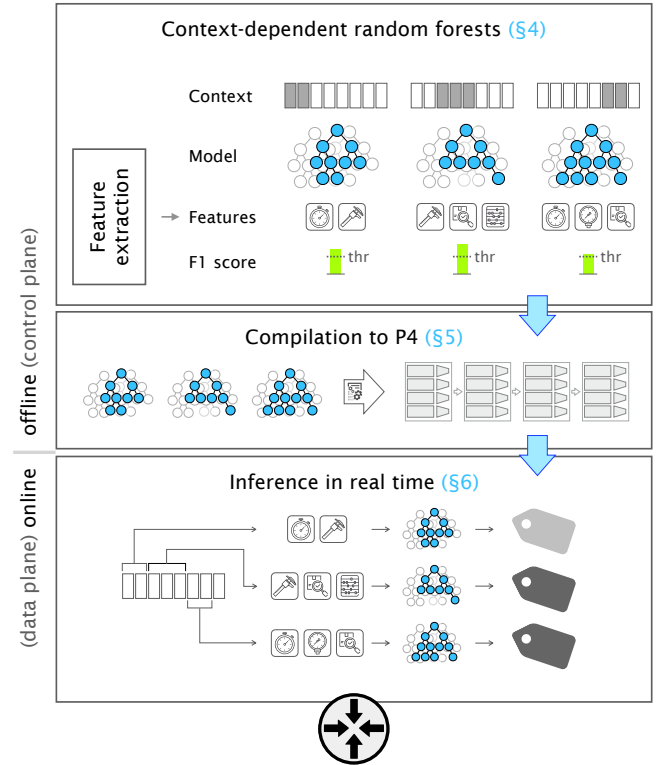 Context-dependent random forests (§4)
Context
Model
Feature
extraction
Features
F1 score
thr
thr
thr
offline (control plane)
Compilation to P4 (§5)
(data plane) online
Inference in real time (§6)